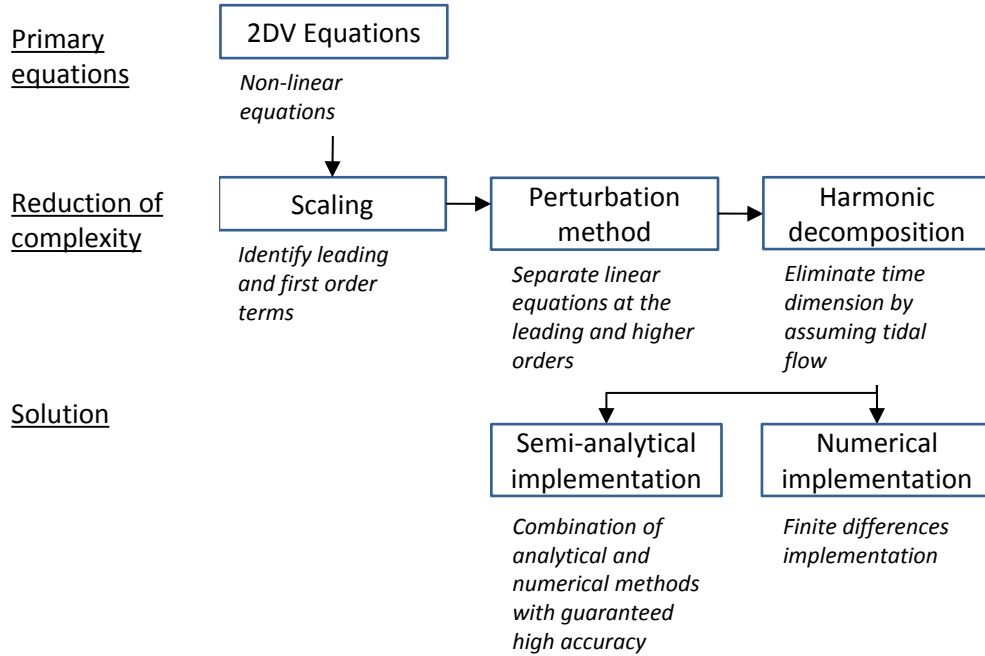 Primary
equations
2DV Equations
Non-linear
equations
Reduction of
complexity
Scaling
Identify leading
and first order
terms
Perturbation
method
Separate linear
equations at the
leading and higher
orders
Harmonic
decomposition
Eliminate time
dimension by
assuming tidal
flow
Solution
Semi-analytical
implementation
Combination of
analytical and
numerical methods
with guaranteed
high accuracy
Numerical
implementation
Finite differences
implementation